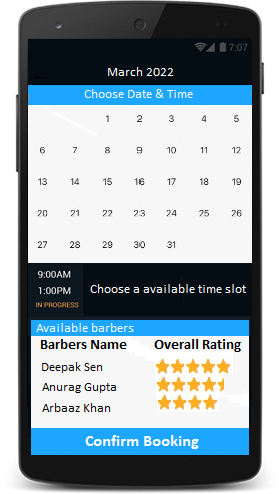 7:07
March 2022
Choose Date & Time
1 2 3 4 5
6 7 8 9 10 11 12
13 14 15 16 17 18 19
20 21 22 23 24 25 26
27 28 29 30 31
9:00AM
1:00PM
IN PROGRESS
Choose a available time slot
Available barbers
Barbers Name Overall Rating
Deepak Sen
Anurag Gupta
Arbaaz Khan
Confirm Booking